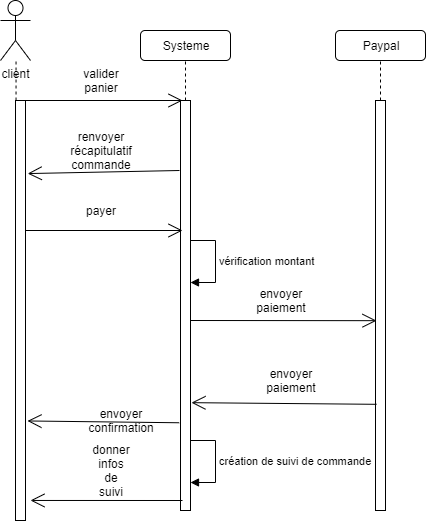 Systeme
Paypal
client
valider
panier
renvoyer
récapitulatif
commande
payer
vérification montant
envoyer
paiement
envoyer
paiement
envoyer
confirmation
donner
infos
de
suivi
création de suivi de commande